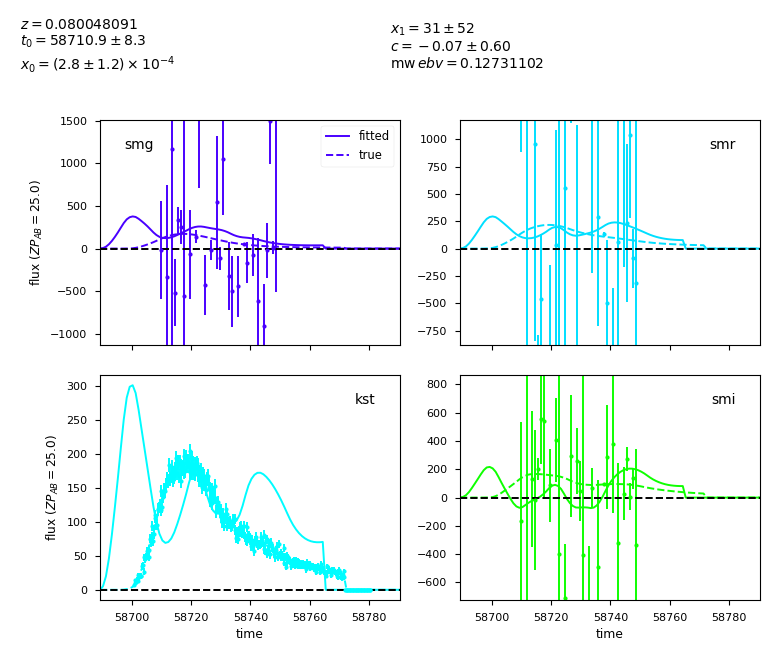 z = 0.080048091
t₀ = 58710.9 ± 8.3
x₀ = (2.8 ± 1.2) × 10⁻⁴
x₁ = 31 ± 52
c = −0.07 ± 0.60
mw ebv = 0.12731102
smg
fitted
true
1500
1000
500
0
−500
−1000
flux (ZP_AB = 25.0)
smr
1000
750
500
250
0
−250
−500
−750
kst
300
250
200
150
100
50
0
flux (ZP_AB = 25.0)
58700 58720 58740 58760 58780
time
smi
800
600
400
200
0
−200
−400
−600
58700 58720 58740 58760 58780
time